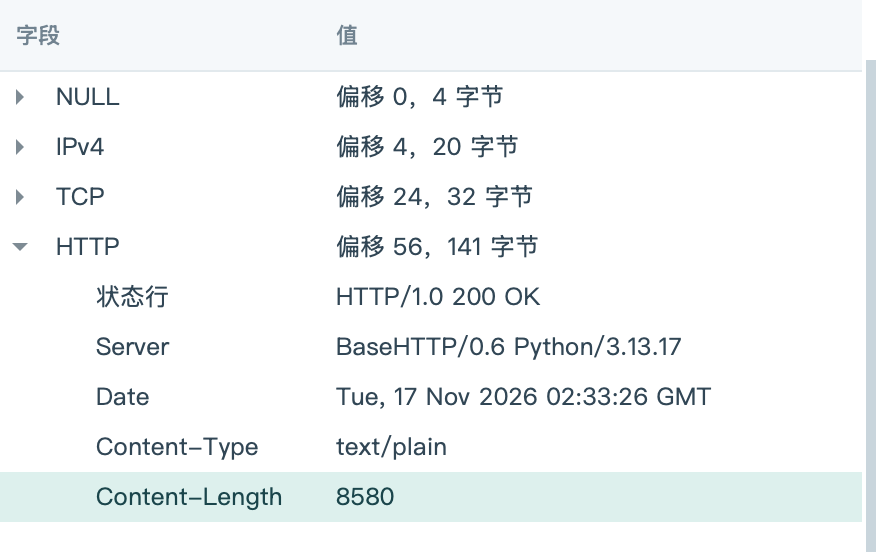 字段 值
NULL 偏移 0，4 字节
IPv4 偏移 4，20 字节
TCP 偏移 24，32 字节
HTTP 偏移 56，141 字节
状态行 HTTP/1.0 200 OK
Server BaseHTTP/0.6 Python/3.13.17
Date Tue, 17 Nov 2026 02:33:26 GMT
Content-Type text/plain
Content-Length 8580